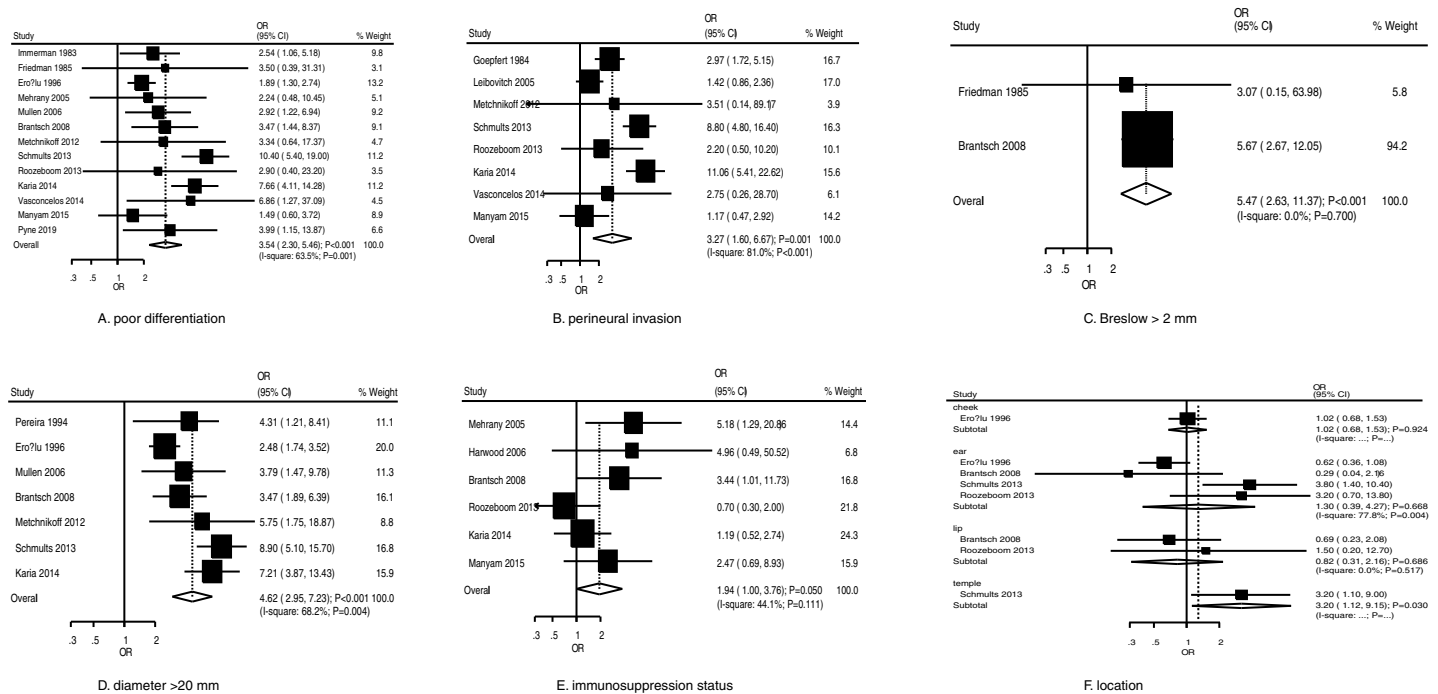 OR
Study (95% CI) % Weight
Immerman 1983 2.54 ( 1.06, 5.18) 9.8
Friedman 1985 3.50 ( 0.39, 31.31) 3.1
Ero?lu 1996 1.89 ( 1.30, 2.74) 13.2
Mehrany 2005 2.24 ( 0.48, 10.45) 5.1
Mullen 2006 2.92 ( 1.22, 6.94) 9.2
Brantsch 2008 3.47 ( 1.44, 8.37) 9.1
Metchnikoff 2012 3.34 ( 0.64, 17.37) 4.7
Schmults 2013 10.40 ( 5.40, 19.00) 11.2
Roozeboom 2013 2.90 ( 0.40, 23.20) 3.5
Karia 2014 7.66 ( 4.11, 14.28) 11.2
Vasconcelos 2014 6.86 ( 1.27, 37.09) 4.5
Manyam 2015 1.49 ( 0.60, 3.72) 8.9
Pyne 2019 3.99 ( 1.15, 13.87) 6.6
Overall 3.54 ( 2.30, 5.46); P<0.001 100.0
(I-square: 63.5%; P=0.001)
.3 .5 1 2
OR
A. poor differentiation
OR
Study (95% CI) % Weight
Goepfert 1984 2.97 ( 1.72, 5.15) 16.7
Leibovitch 2005 1.42 ( 0.86, 2.36) 17.0
Metchnikoff 2012 3.51 ( 0.14, 89.17) 3.9
Schmults 2013 8.80 ( 4.80, 16.40) 16.3
Roozeboom 2013 2.20 ( 0.50, 10.20) 10.1
Karia 2014 11.06 ( 5.41, 22.62) 15.6
Vasconcelos 2014 2.75 ( 0.26, 28.70) 6.1
Manyam 2015 1.17 ( 0.47, 2.92) 14.2
Overal 3.27 ( 1.60, 6.67); P=0.001 100.0
(I-square: 81.0%; P<0.001)
.3 .5 1 2
OR
B. perineural invasion
OR
Study (95% CI) % Weight
Friedman 1985 3.07 ( 0.15, 63.98) 5.8
Brantsch 2008 5.67 ( 2.67, 12.05) 94.2
Overal 5.47 ( 2.63, 11.37); P<0.001 100.0
(I-square: 0.0%; P=0.700)
.3 .5 1 2
OR
C. Breslow > 2 mm
OR
Study (95% CI) % Weight
Pereira 1994 4.31 ( 1.21, 8.41) 11.1
Ero?lu 1996 2.48 ( 1.74, 3.52) 20.0
Mullen 2006 3.79 ( 1.47, 9.78) 11.3
Brantsch 2008 3.47 ( 1.89, 6.39) 16.1
Metchnikoff 2012 5.75 ( 1.75, 18.87) 8.8
Schmults 2013 8.90 ( 5.10, 15.70) 16.8
Karia 2014 7.21 ( 3.87, 13.43) 15.9
Overal 4.62 ( 2.95, 7.23); P<0.001 100.0
(I-square: 68.2%; P=0.004)
.3 .5 1 2
OR
D. diameter >20 mm
OR
Study (95% CI) % Weight
Mehrany 2005 5.18 ( 1.29, 20.86) 14.4
Harwood 2006 4.96 ( 0.49, 50.52) 6.8
Brantsch 2008 3.44 ( 1.01, 11.73) 16.8
Roozeboom 2013 0.70 ( 0.30, 2.00) 21.8
Karia 2014 1.19 ( 0.52, 2.74) 24.3
Manyam 2015 2.47 ( 0.69, 8.93) 15.9
Overal 1.94 ( 1.00, 3.76); P=0.050 100.0
(I-square: 44.1%; P=0.111)
.3 .5 1 2
OR
E. immunosuppression status
OR
Study (95% CI)
cheek
Ero?lu 1996 1.02 ( 0.68, 1.53)
Subtotal 1.02 ( 0.68, 1.53); P=0.924
(I-square: ...; P=...)
ear
Ero?lu 1996 0.62 ( 0.36, 1.08)
Brantsch 2008 0.29 ( 0.04, 2.16)
Schmults 2013 3.80 ( 1.40, 10.40)
Roozeboom 2013 3.20 ( 0.70, 13.80)
Subtotal 1.30 ( 0.39, 4.27); P=0.668
(I-square: 77.8%; P=0.004)
lip
Brantsch 2008 0.69 ( 0.23, 2.08)
Roozeboom 2013 1.50 ( 0.20, 12.70)
Subtotal 0.82 ( 0.31, 2.16); P=0.686
(I-square: 0.0%; P=0.517)
temple
Schmults 2013 3.20 ( 1.10, 9.00)
Subtotal 3.20 ( 1.12, 9.15); P=0.030
(I-square: ...; P=...)
.3 .5 1 2
OR
F. location